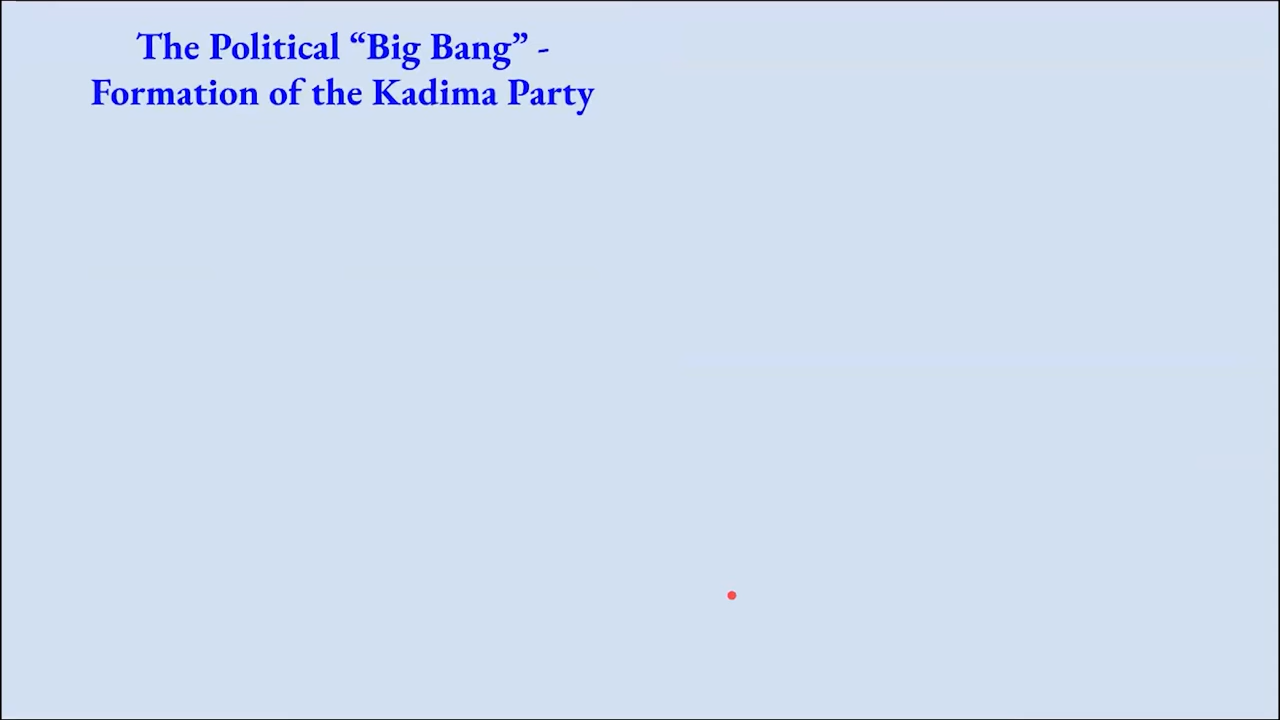 The Political “Big Bang” -
Formation of the Kadima Party